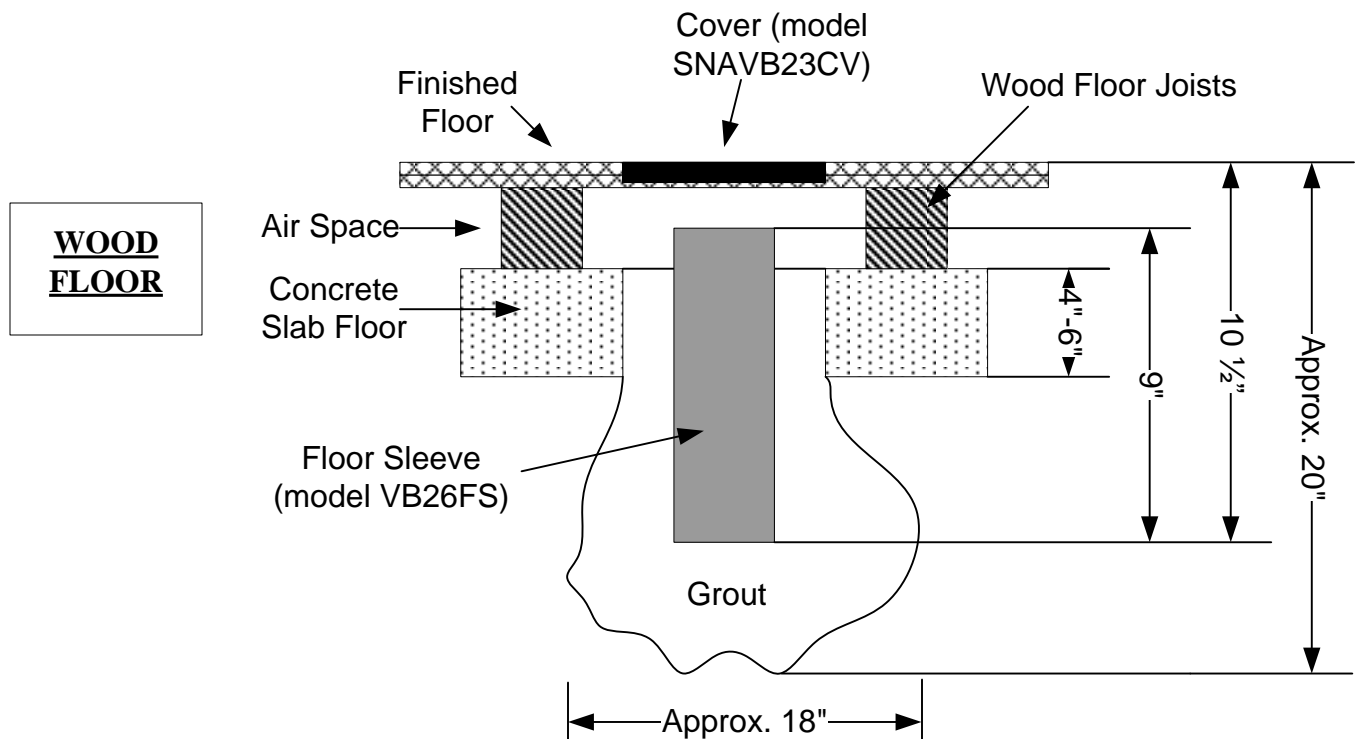 Cover (model
SNAVB23CV)
Finished
Floor
Wood Floor Joists
WOOD
FLOOR
Air Space
Concrete
Slab Floor
4"-6"
9"
10 ½”
Approx. 20"
Floor Sleeve
(model VB26FS)
Grout
Approx. 18"